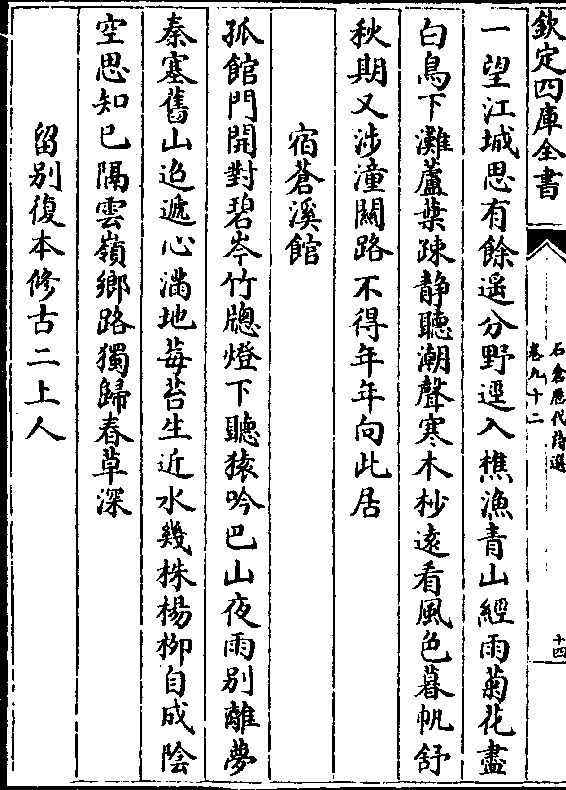 欽定四庫全書
石倉歷代詩選
卷九十二
十四
一望江城思有餘遥分野逕入樵漁青山經雨菊花盡
白鳥下灘蘆葉疎静聽潮聲寒木杪遠看風色暮帆舒
秋期又涉潼關路不得年年向此居
宿蒼溪館
孤館門開對碧岑竹牕燈下聽猿吟巴山夜雨别離夢
秦塞舊山迢遞心滿地莓苔生近水幾株楊柳自成陰
空思知已隔雲嶺鄉路獨歸春草深
留别復本修古二上人